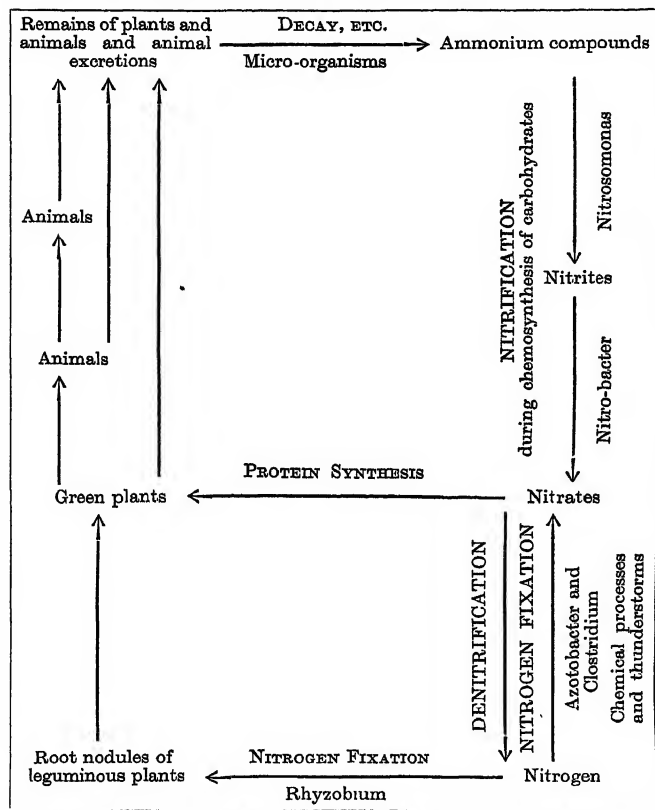 Remains of plants and
animals and animal
excretions
DECAY, ETC.
Micro-organisms
Ammonium compounds
NITRIFICATION
during chemosynthesis of carbohydrates
Nitrosomonas
Animals
Nitrites
Animals
Nitro-bacter
PROTEIN SYNTHESIS
Green plants
Nitrates
DENITRIFICATION
NITROGEN FIXATION
Azotobacter and
Clostridium
Chemical processes
and thunderstorms
Root nodules of
leguminous plants
NITROGEN FIXATION
Rhyzobium
Nitrogen